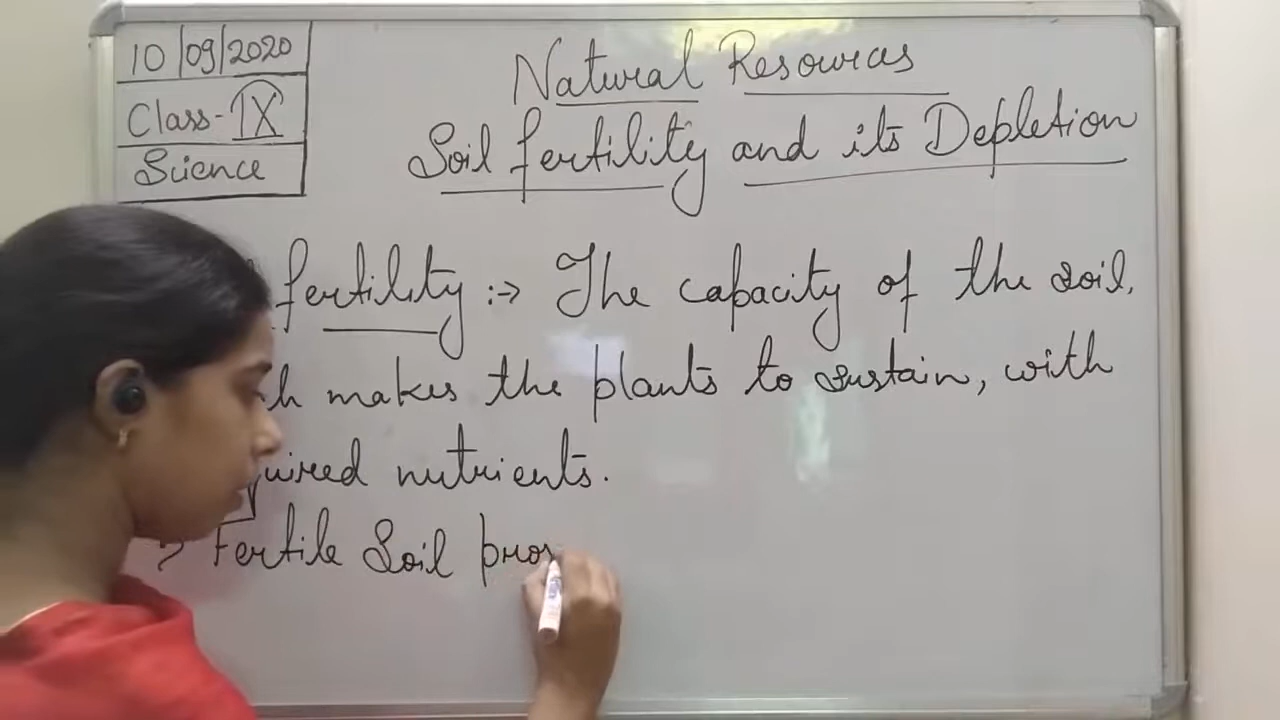 10/09/2020
Class-IX
Science
Natural Resources
Soil fertility and its Depletion
fertility :-> The capacity of the soil,
makes the plants to sustain, with
nutrients.
Fertile Soil